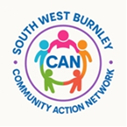 SOUTH WEST BURNLEY
CAN
COMMUNITY ACTION NETWORK